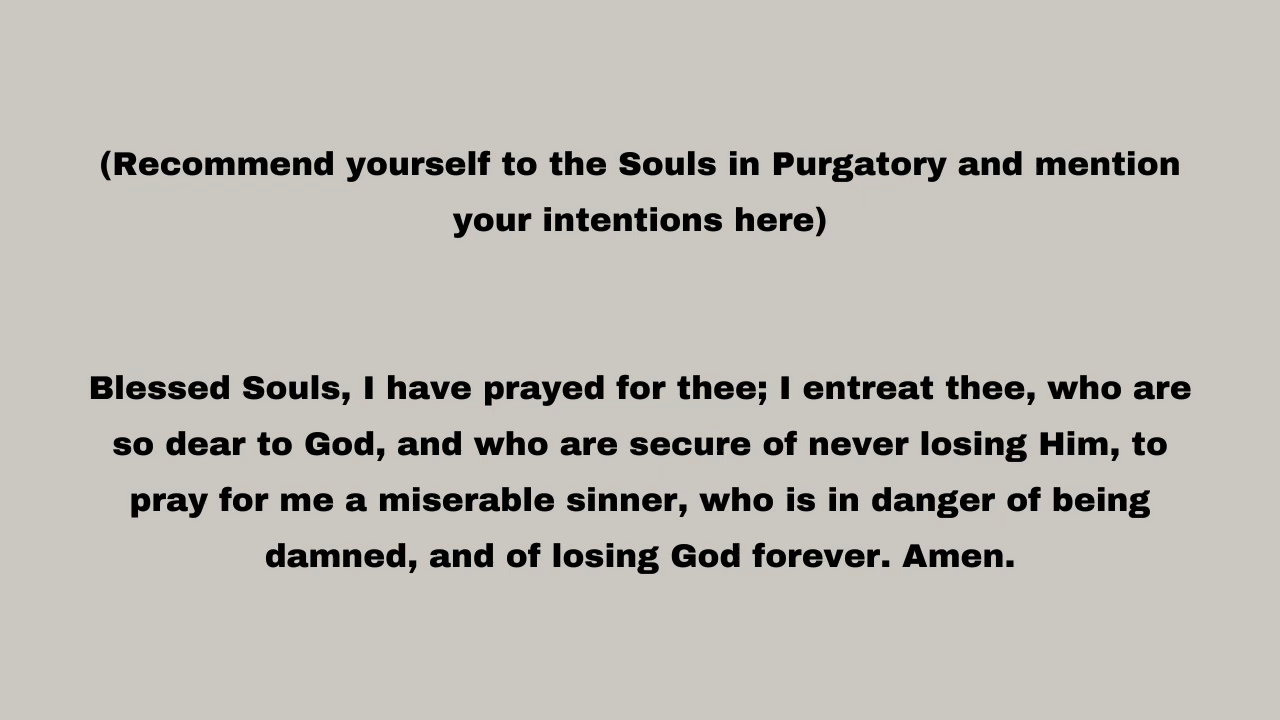 (Recommend yourself to the Souls in Purgatory and mention
your intentions here)
Blessed Souls, I have prayed for thee; I entreat thee, who are
so dear to God, and who are secure of never losing Him, to
pray for me a miserable sinner, who is in danger of being
damned, and of losing God forever. Amen.